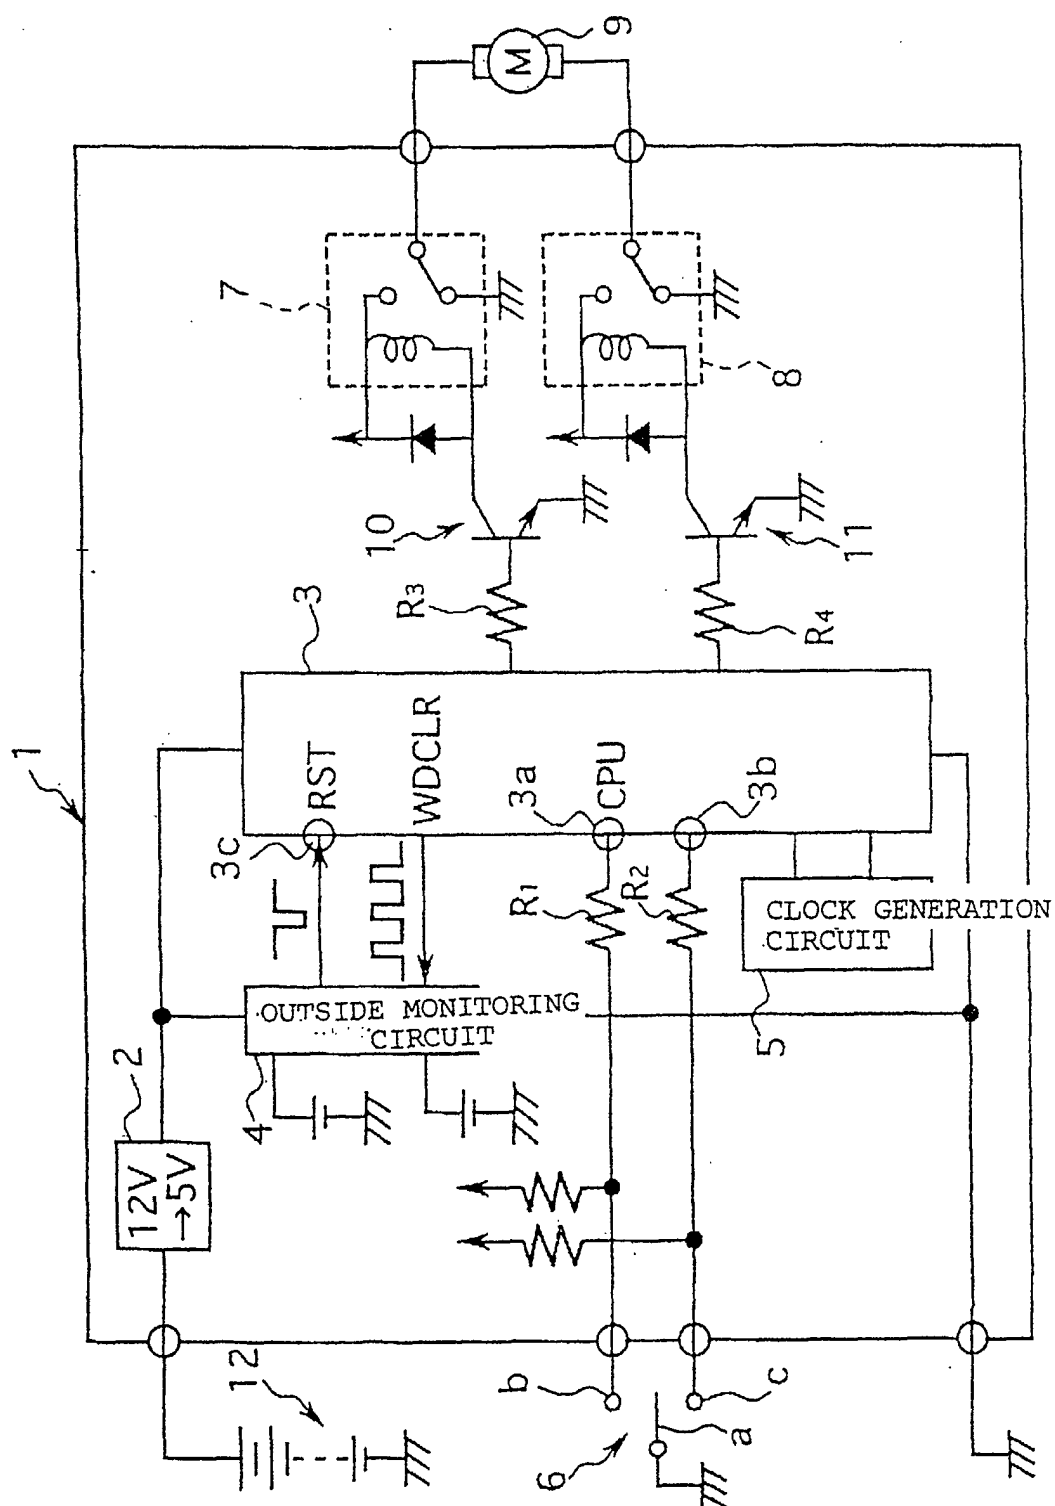 1
12
12V
→5V
2
OUTSIDE MONITORING
CIRCUIT
4
3c
RST
WDCLR
3
3a
CPU
3b
R1
R2
CLOCK GENERATION
CIRCUIT
5
6
a
b
c
R3
R4
10
11
7
8
M
9